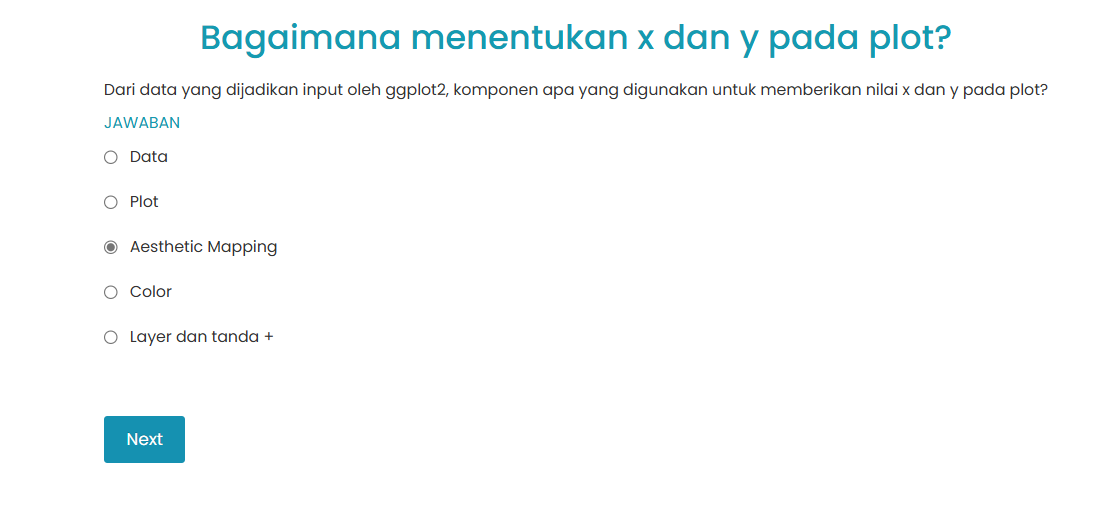 Bagaimana menentukan x dan y pada plot?
Dari data yang dijadikan input oleh ggplot2, komponen apa yang digunakan untuk memberikan nilai x dan y pada plot?
JAWABAN
Data
Plot
Aesthetic Mapping
Color
Layer dan tanda +
Next